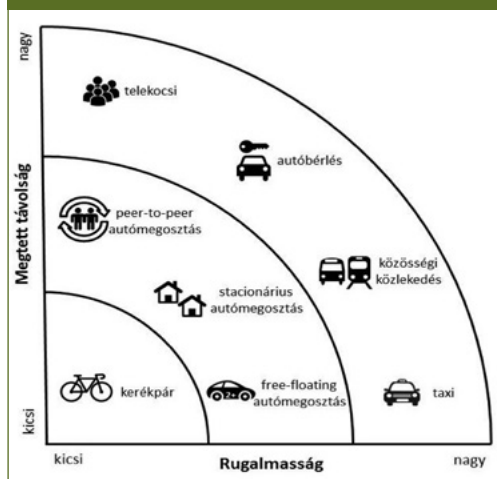 nagy
telekocsi
autóbérlés
Megtett távolság
peer-to-peer
autómegosztás
közösségi
közlekedés
stacionárius
autómegosztás
kerékpár
free-floating
autómegosztás
taxi
kicsi
kicsi
Rugalmasság
nagy